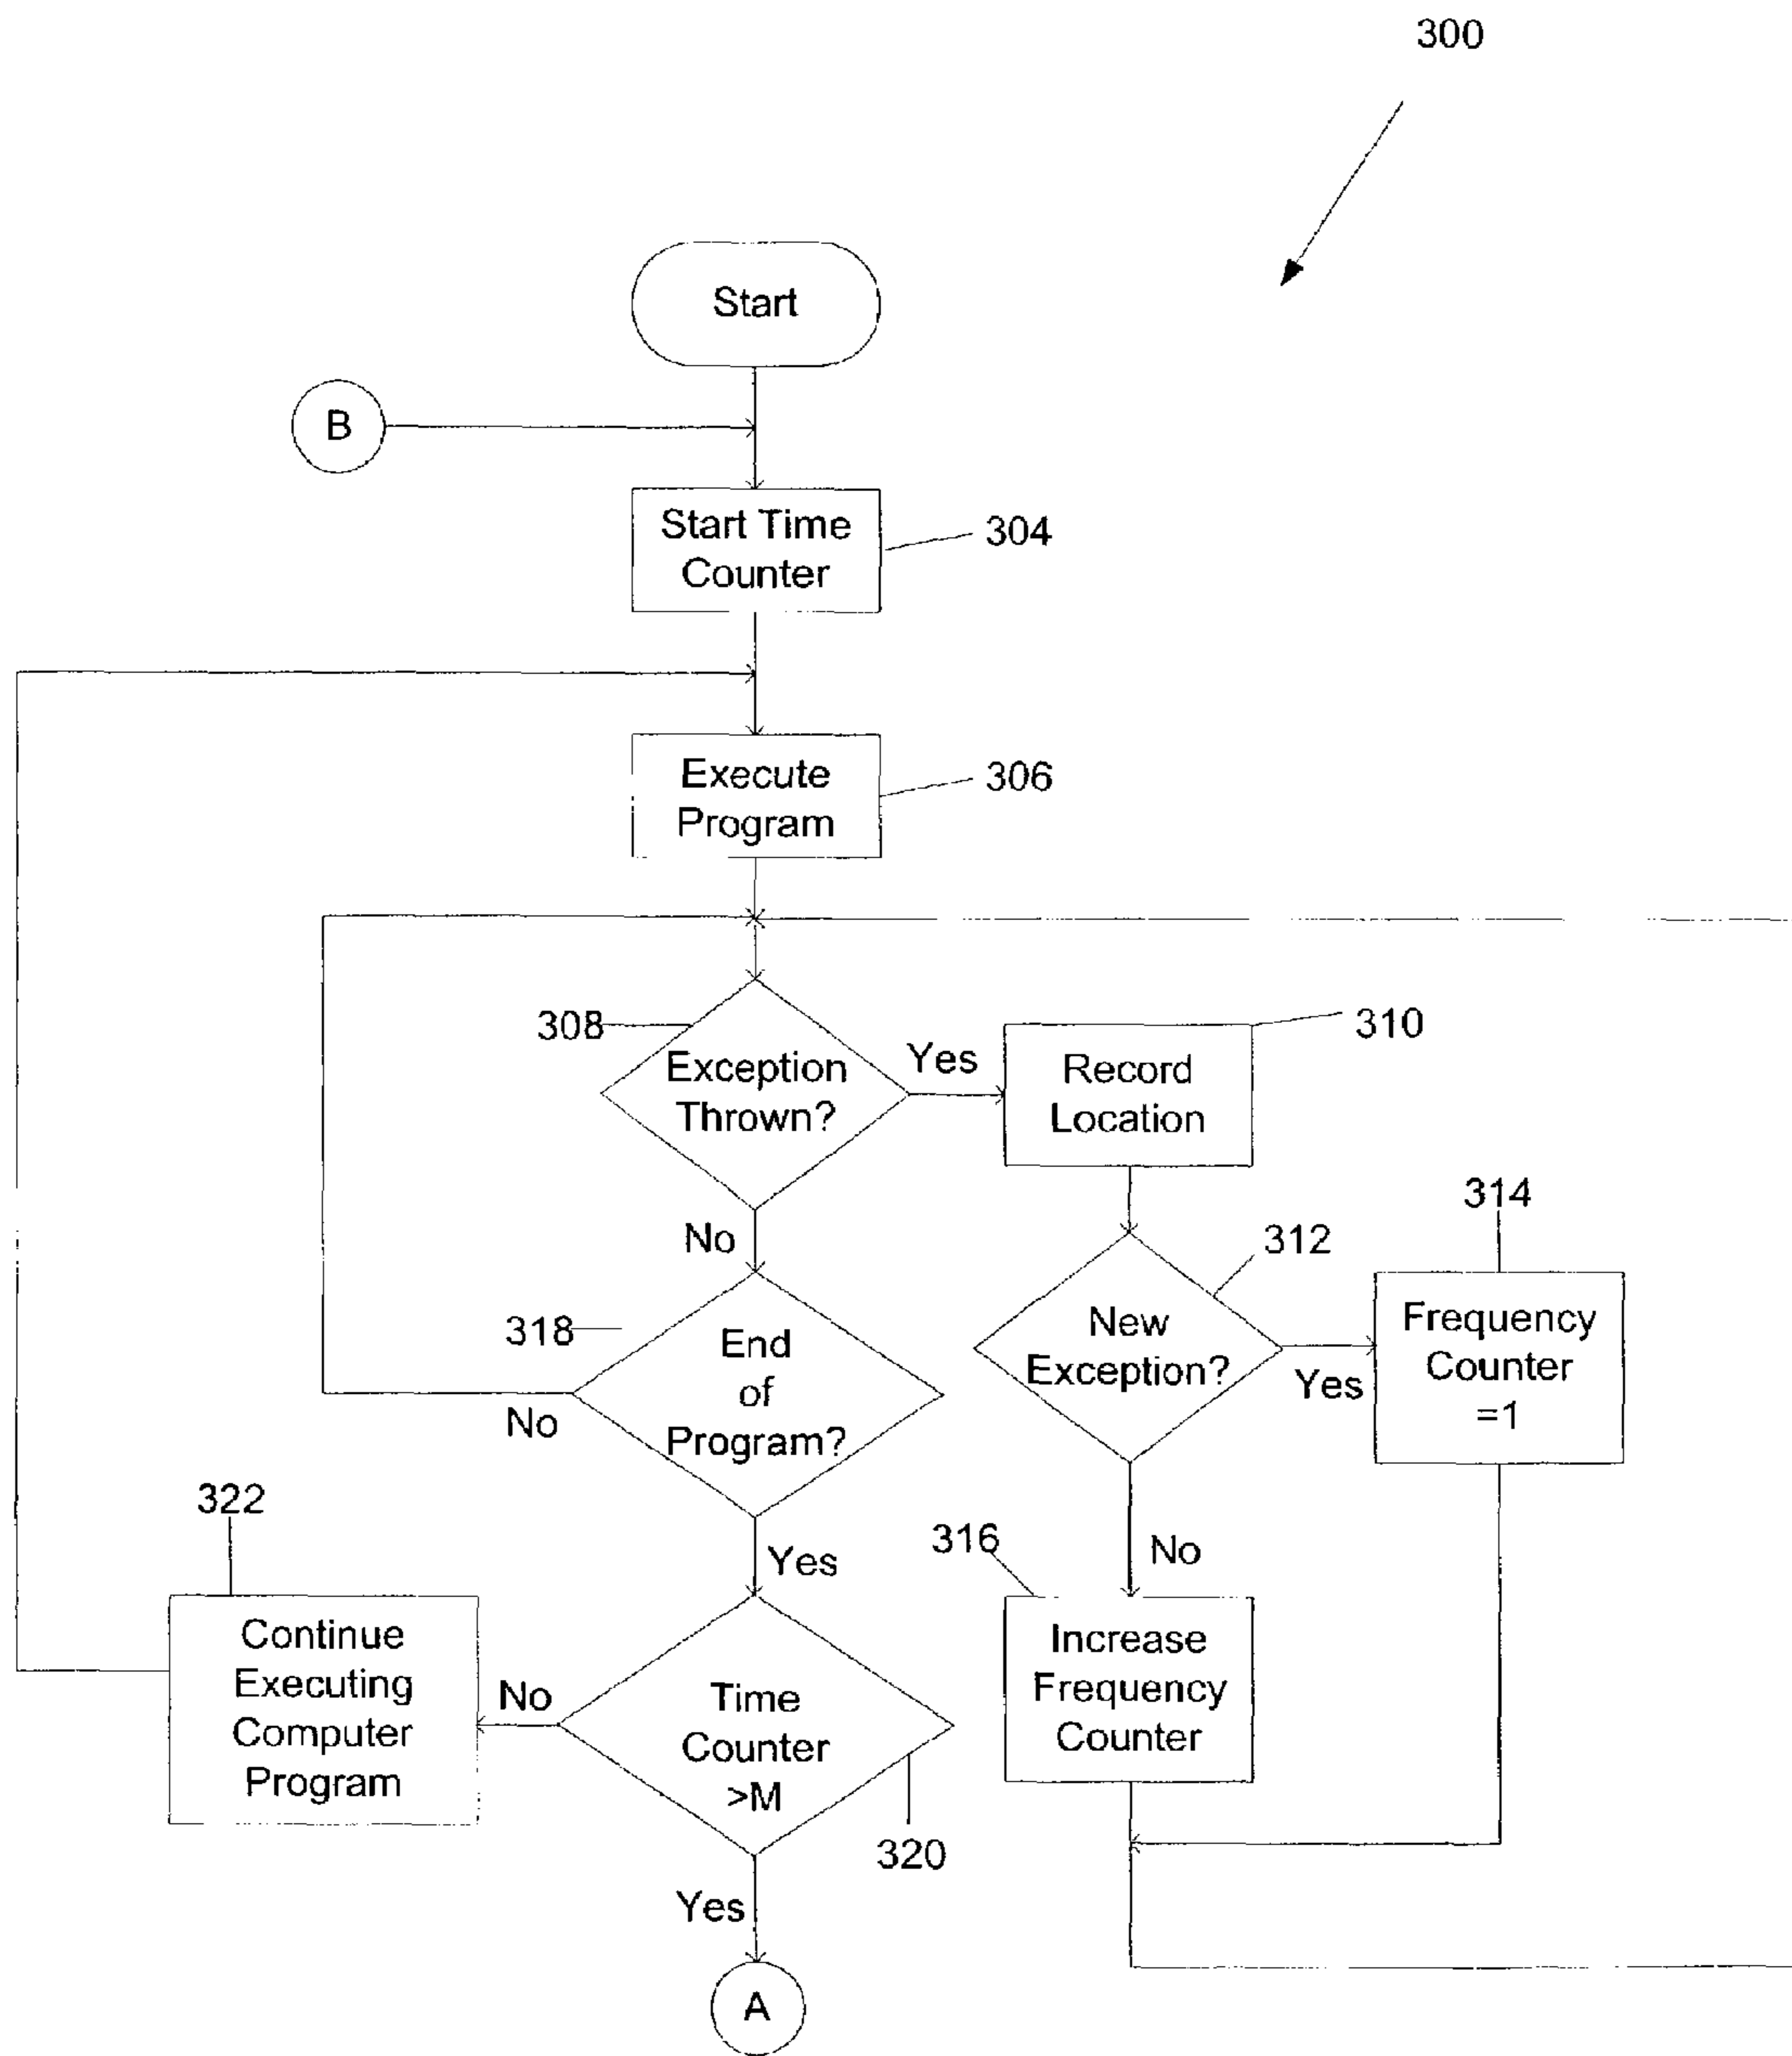 300
Start
B
Start Time
Counter
304
Execute
Program
306
308
Exception
Thrown?
Yes
Record
Location
310
No
312
New
Exception?
Yes
314
Frequency
Counter
=1
318
End
of
Program?
No
Yes
No
316
Increase
Frequency
Counter
322
Continue
Executing
Computer
Program
No
Time
Counter
>M
320
Yes
A